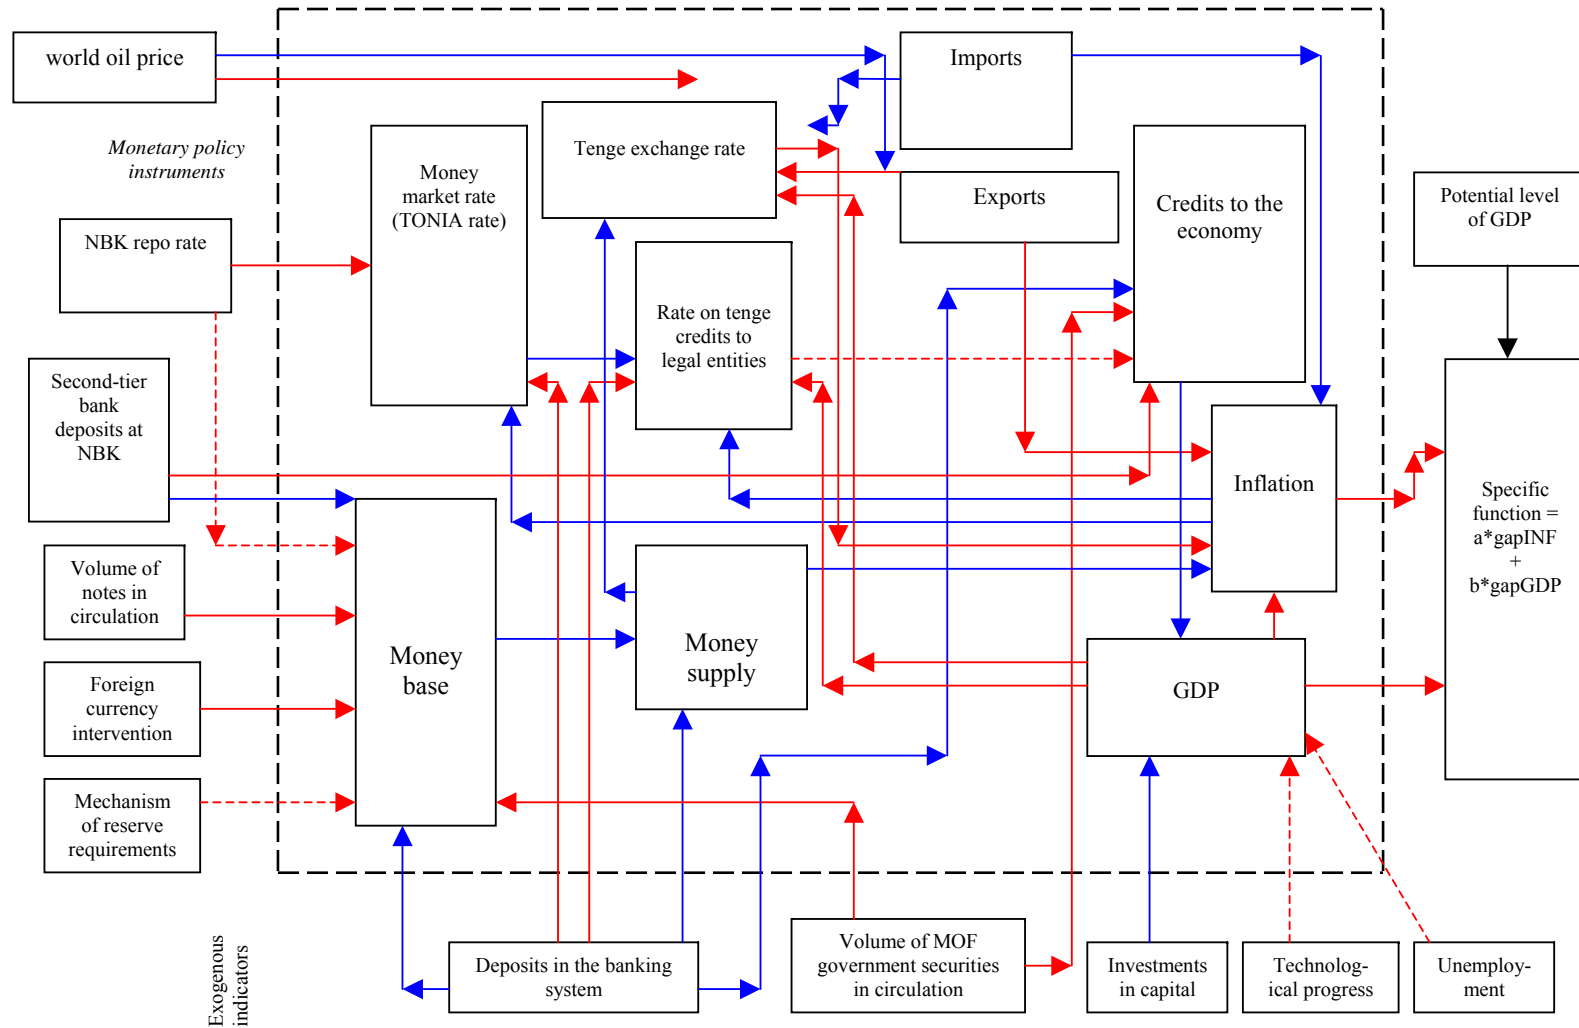 world oil price
Imports
Monetary policy
instruments
Money
market rate
(TONIA rate)
Tenge exchange rate
Exports
Credits to the
economy
Potential level
of GDP
NBK repo rate
Rate on tenge
credits to
legal entities
Second-tier
bank
deposits at
NBK
Inflation
Specific
function =
a*gapINF
+
b*gapGDP
Volume of
notes in
circulation
Money
base
Money
supply
GDP
Foreign
currency
intervention
Mechanism
of reserve
requirements
Exogenous
indicators
Deposits in the banking
system
Volume of MOF
government securities
in circulation
Investments
in capital
Technolog-
ical progress
Unemploy-
ment